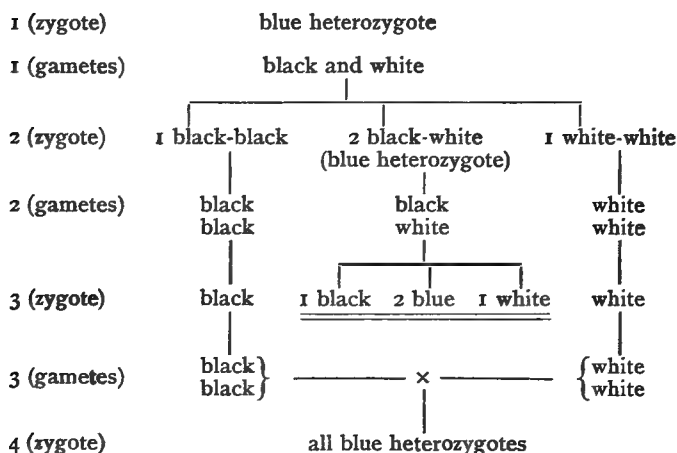 1 (zygote) blue heterozygote
1 (gametes) black and white
2 (zygote) 1 black-black 2 black-white 1 white-white
(blue heterozygote)
2 (gametes) black black white
black white white
3 (zygote) black 1 black 2 blue 1 white white
3 (gametes) black} × {white
black} {white
4 (zygote) all blue heterozygotes